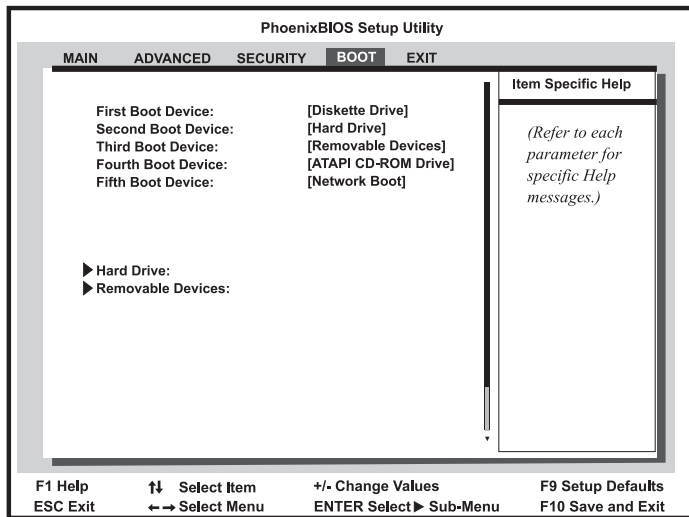 PhoenixBIOS Setup Utility
MAIN ADVANCED SECURITY BOOT EXIT
First Boot Device: [Diskette Drive]
Second Boot Device: [Hard Drive]
Third Boot Device: [Removable Devices]
Fourth Boot Device: [ATAPI CD-ROM Drive]
Fifth Boot Device: [Network Boot]
▶ Hard Drive:
▶ Removable Devices:
Item Specific Help
(Refer to each
parameter for
specific Help
messages.)
F1 Help ↑↓ Select Item +/- Change Values F9 Setup Defaults
ESC Exit ←→ Select Menu ENTER Select ▶ Sub-Menu F10 Save and Exit